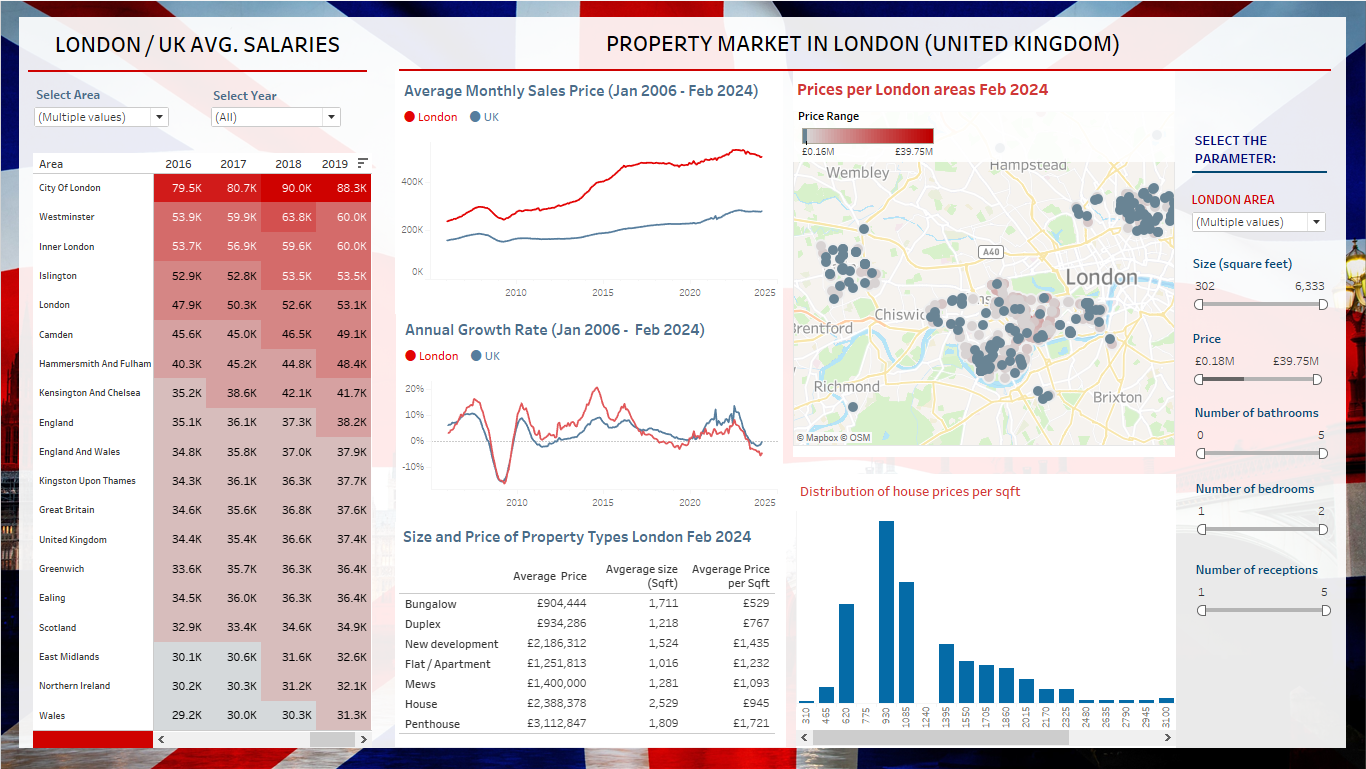 LONDON / UK AVG. SALARIES
PROPERTY MARKET IN LONDON (UNITED KINGDOM)
Select Area
Select Year
(Multiple values)
(All)
Area 2016 2017 2018 2019
City Of London 79.5K 80.7K 90.0K 88.3K
Westminster 53.9K 59.9K 63.8K 60.0K
Inner London 53.7K 56.9K 59.6K 60.0K
Islington 52.9K 52.8K 53.5K 53.5K
London 47.9K 50.3K 52.6K 53.1K
Camden 45.6K 45.0K 46.5K 49.1K
Hammersmith And Fulham 40.3K 45.2K 44.8K 48.4K
Kensington And Chelsea 35.2K 38.6K 42.1K 41.7K
England 35.1K 36.1K 37.3K 38.2K
England And Wales 34.8K 35.8K 37.0K 37.9K
Kingston Upon Thames 34.3K 36.1K 36.3K 37.7K
Great Britain 34.6K 35.6K 36.8K 37.6K
United Kingdom 34.4K 35.4K 36.6K 37.4K
Greenwich 33.6K 35.7K 36.3K 36.4K
Ealing 34.5K 36.0K 36.3K 36.4K
Scotland 32.9K 33.4K 34.6K 34.9K
East Midlands 30.1K 30.6K 31.6K 32.6K
Northern Ireland 30.2K 30.3K 31.2K 32.1K
Wales 29.2K 30.0K 30.3K 31.3K
Average Monthly Sales Price (Jan 2006 - Feb 2024)
London UK
400K
200K
0K
2010 2015 2020 2025
Annual Growth Rate (Jan 2006 - Feb 2024)
London UK
20%
10%
0%
-10%
2010 2015 2020 2025
Size and Price of Property Types London Feb 2024
Average Price Avgerage size (Sqft) Avgerage Price per Sqft
Bungalow £904,444 1,711 £529
Duplex £934,286 1,218 £767
New development £2,186,312 1,524 £1,435
Flat / Apartment £1,251,813 1,016 £1,232
Mews £1,400,000 1,281 £1,093
House £2,388,378 2,529 £945
Penthouse £3,112,847 1,809 £1,721
Prices per London areas Feb 2024
Price Range
£0.16M £39.75M
Hampstead
Wembley
A40
London
Chiswic
Brentford
Richmond
Brixton
© Mapbox © OSM
Distribution of house prices per sqft
310 465 620 775 930 1085 1240 1395 1550 1705 1860 2015 2170 2325 2480 2635 2790 2945 3100
SELECT THE
PARAMETER:
LONDON AREA
(Multiple values)
Size (square feet)
302 6,333
Price
£0.18M £39.75M
Number of bathrooms
0 5
Number of bedrooms
1 2
Number of receptions
1 5